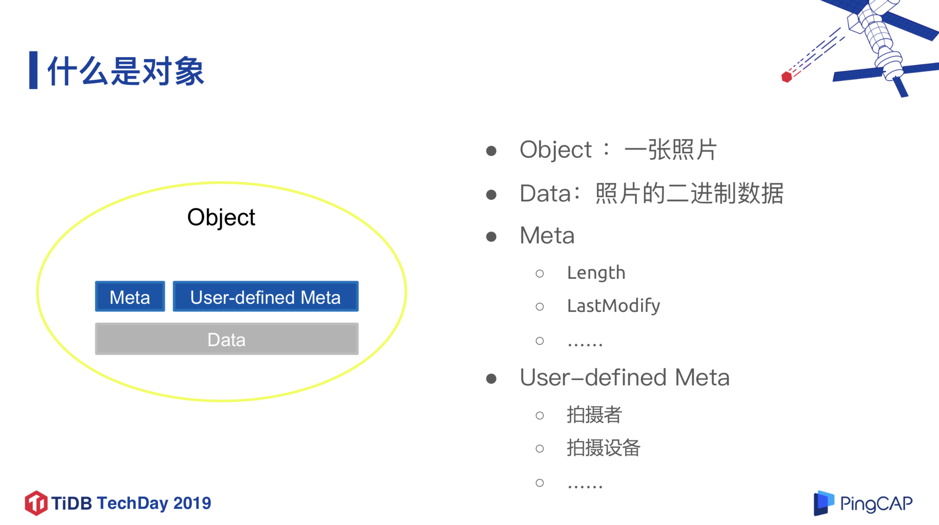 什么是对象
Object
Meta
User-defined Meta
Data
● Object ：一张照片
● Data：照片的二进制数据
● Meta
○ Length
○ LastModify
○ ……
● User-defined Meta
○ 拍摄者
○ 拍摄设备
○ ……
TiDB TechDay 2019
PingCAP